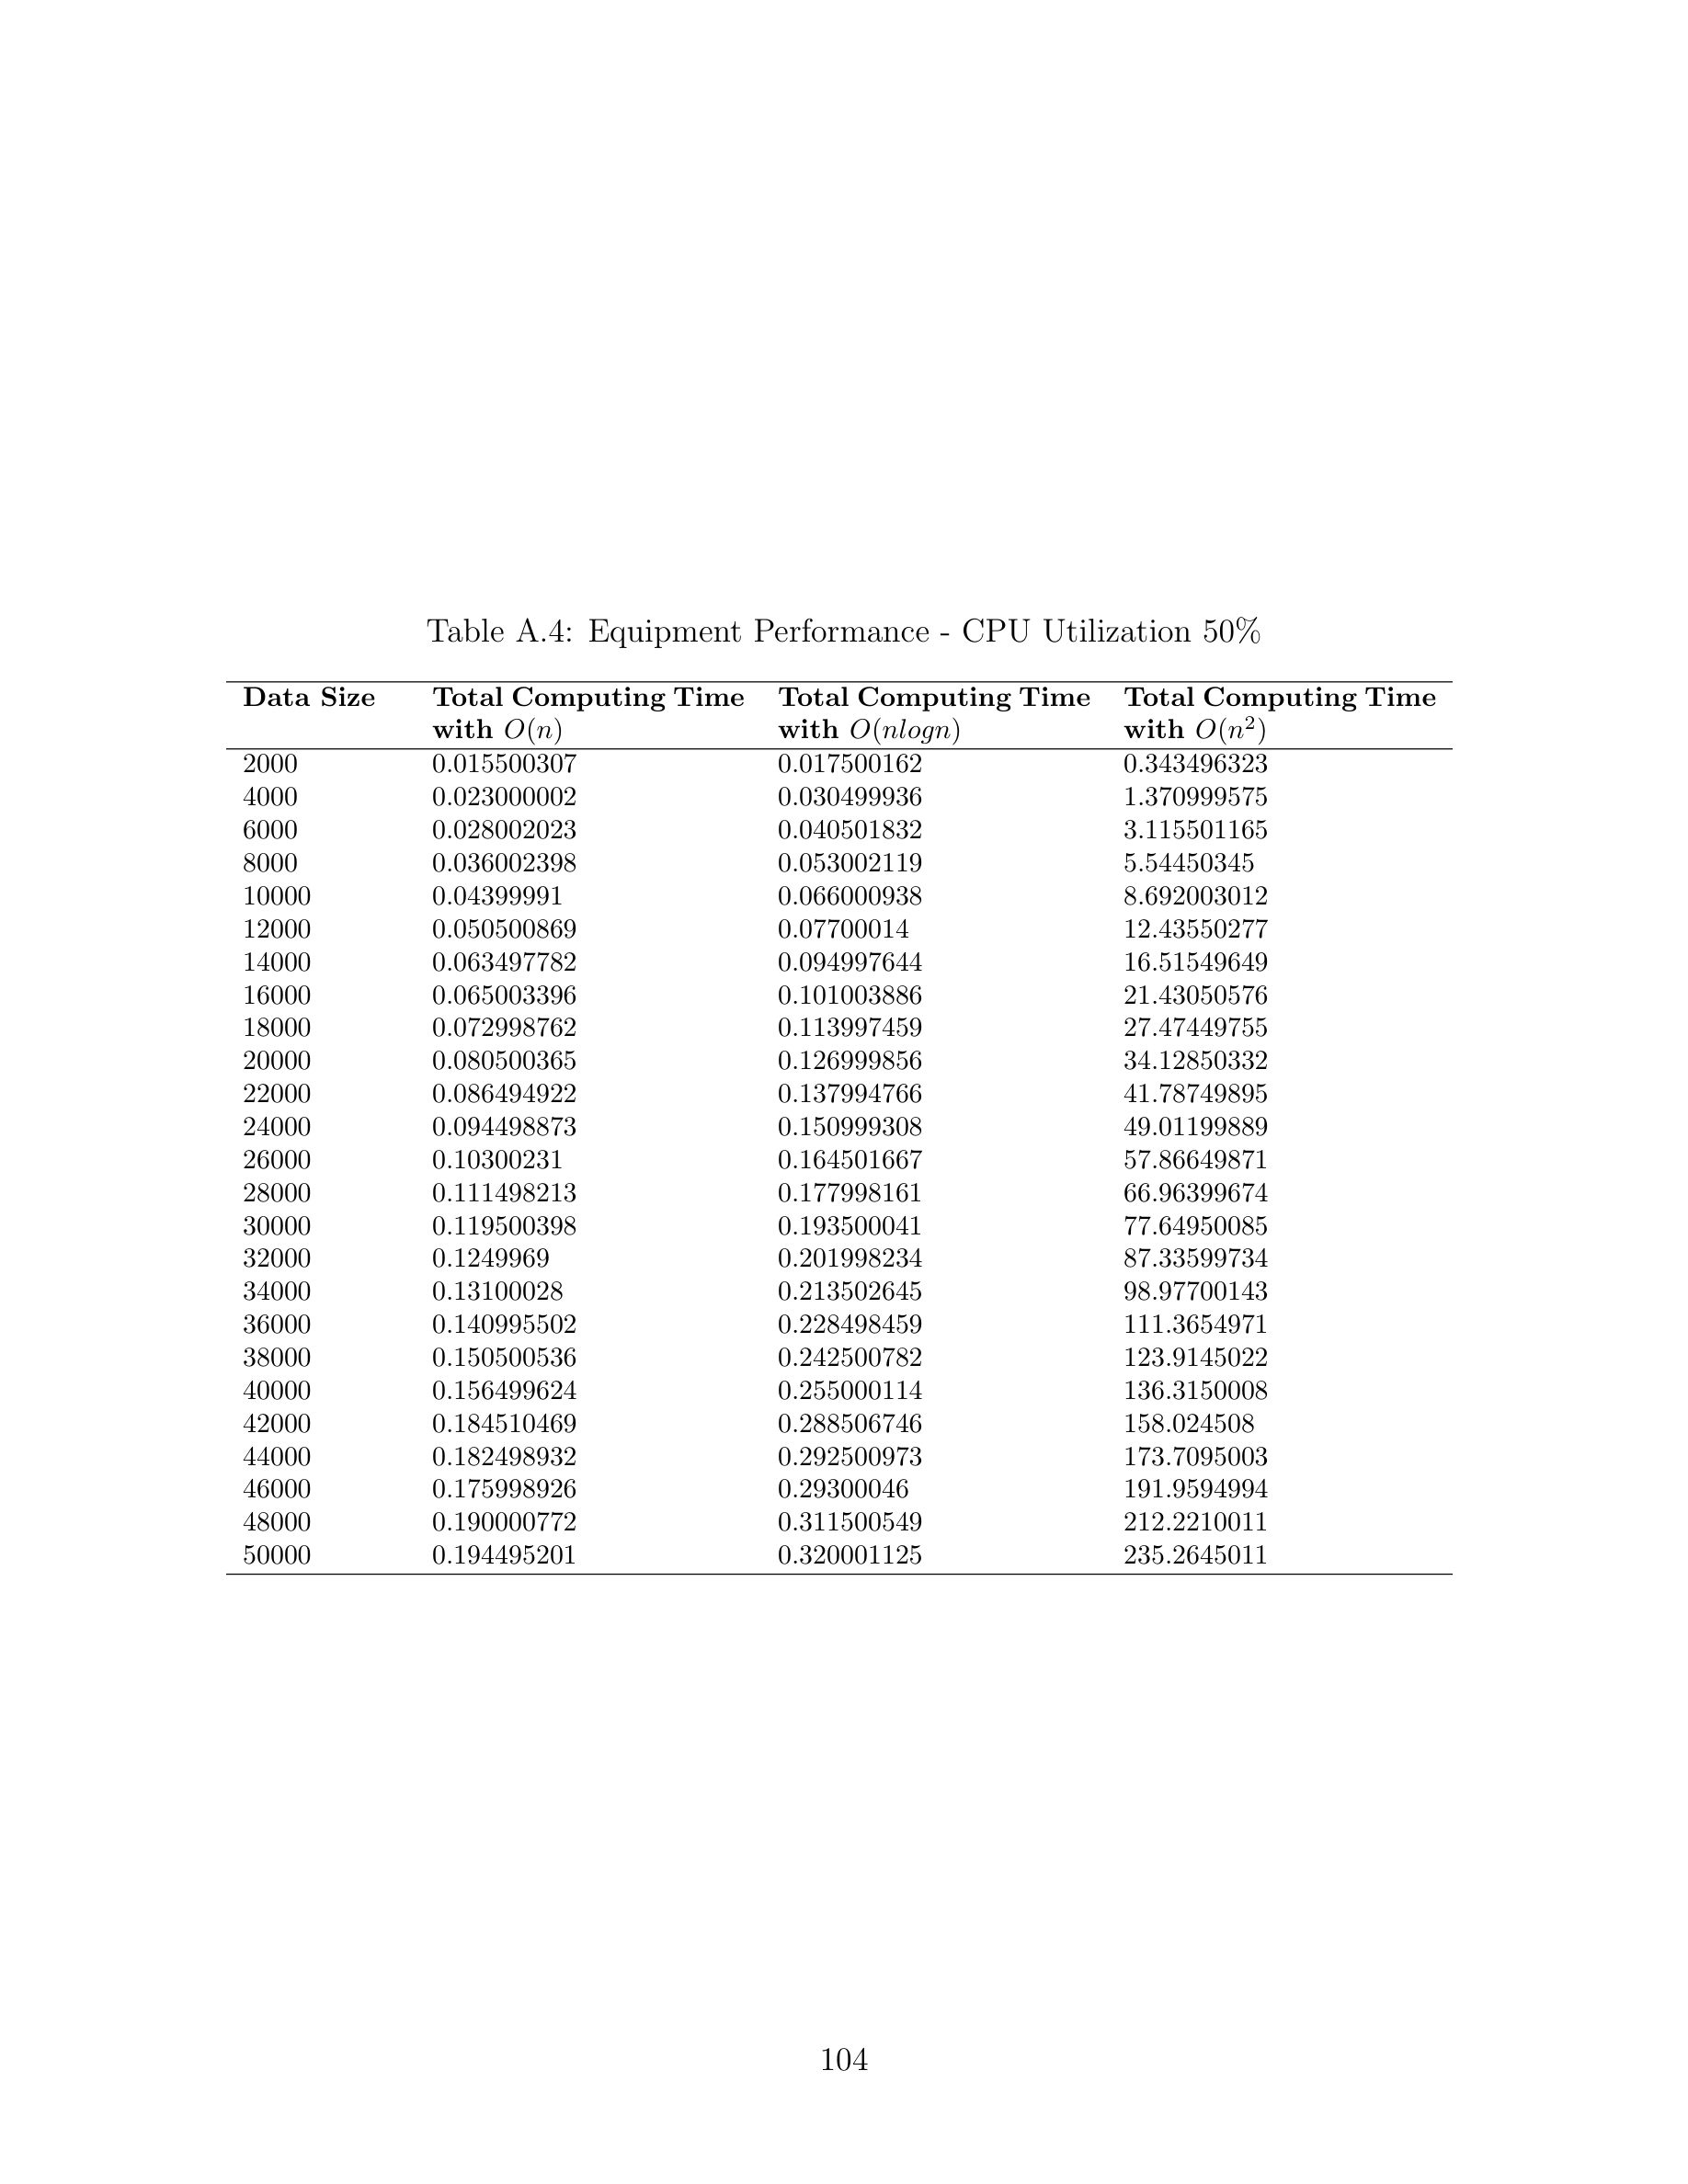 Table A.4: Equipment Performance - CPU Utilization 50%
Data Size Total Computing Time Total Computing Time Total Computing Time
with O(n) with O(nlogn) with O(n²)
2000 0.015500307 0.017500162 0.343496323
4000 0.023000002 0.030499936 1.370999575
6000 0.028002023 0.040501832 3.115501165
8000 0.036002398 0.053002119 5.54450345
10000 0.04399991 0.066000938 8.692003012
12000 0.050500869 0.07700014 12.43550277
14000 0.063497782 0.094997644 16.51549649
16000 0.065003396 0.101003886 21.43050576
18000 0.072998762 0.113997459 27.47449755
20000 0.080500365 0.126999856 34.12850332
22000 0.086494922 0.137994766 41.78749895
24000 0.094498873 0.150999308 49.01199889
26000 0.10300231 0.164501667 57.86649871
28000 0.111498213 0.177998161 66.96399674
30000 0.119500398 0.193500041 77.64950085
32000 0.1249969 0.201998234 87.33599734
34000 0.13100028 0.213502645 98.97700143
36000 0.140995502 0.228498459 111.3654971
38000 0.150500536 0.242500782 123.9145022
40000 0.156499624 0.255000114 136.3150008
42000 0.184510469 0.288506746 158.024508
44000 0.182498932 0.292500973 173.7095003
46000 0.175998926 0.29300046 191.9594994
48000 0.190000772 0.311500549 212.2210011
50000 0.194495201 0.320001125 235.2645011
104